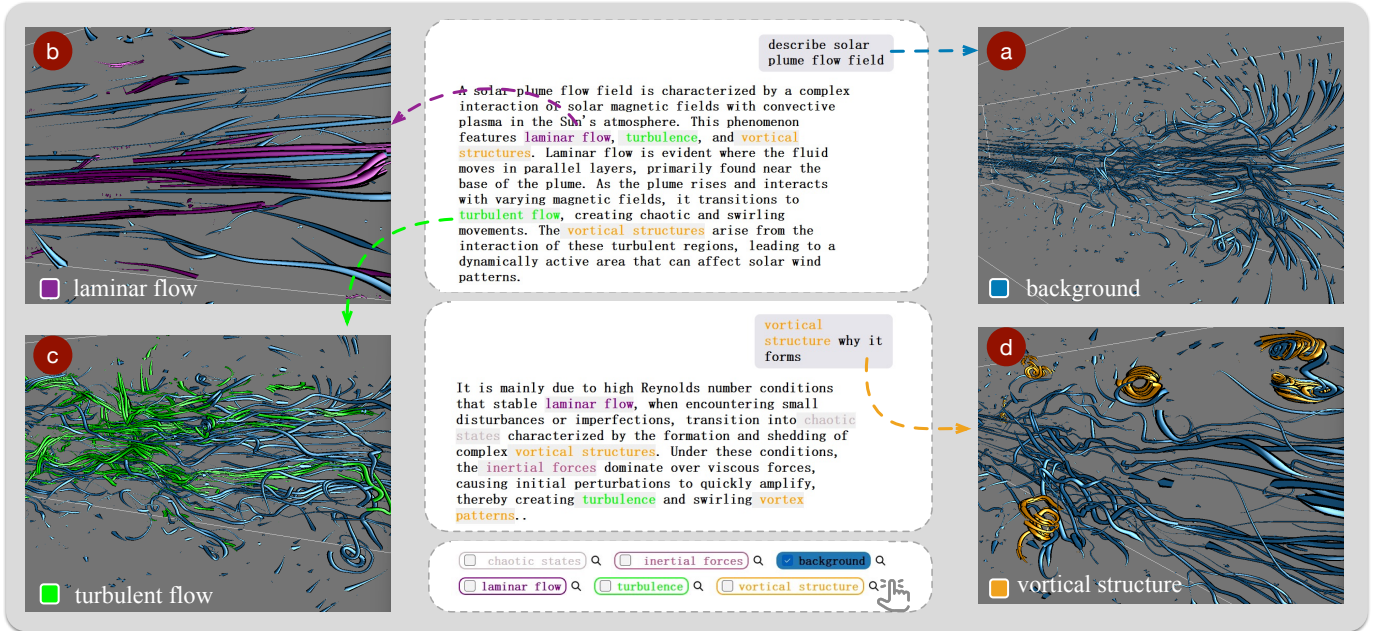 b
laminar flow
describe solar
plume flow field
A solar plume flow field is characterized by a complex
interaction of solar magnetic fields with convective
plasma in the Sun's atmosphere. This phenomenon
features laminar flow, turbulence, and vortical
structures. Laminar flow is evident where the fluid
moves in parallel layers, primarily found near the
base of the plume. As the plume rises and interacts
with varying magnetic fields, it transitions to
turbulent flow, creating chaotic and swirling
movements. The vortical structures arise from the
interaction of these turbulent regions, leading to a
dynamically active area that can affect solar wind
patterns.
a
background
c
turbulent flow
vortical
structure why it
forms
It is mainly due to high Reynolds number conditions
that stable laminar flow, when encountering small
disturbances or imperfections, transition into chaotic
states characterized by the formation and shedding of
complex vortical structures. Under these conditions,
the inertial forces dominate over viscous forces,
causing initial perturbations to quickly amplify,
thereby creating turbulence and swirling vortex
patterns..
chaotic states inertial forces background
laminar flow turbulence vortical structure
d
vortical structure